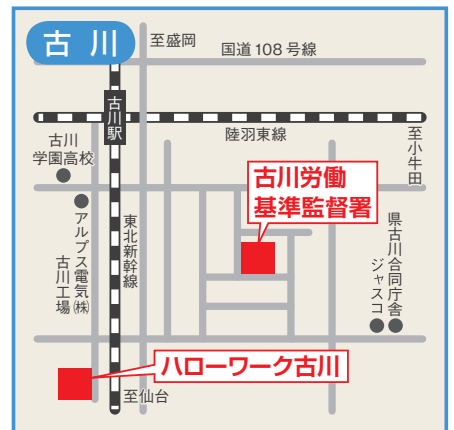 古川
至盛岡
国道108号線
古川駅
陸羽東線
至小牛田
古川
学園高校
古川労働
基準監督署
アルプス電気㈱
古川工場
東北新幹線
県古川合同庁舎
ジャスコ
ハローワーク古川
至仙台